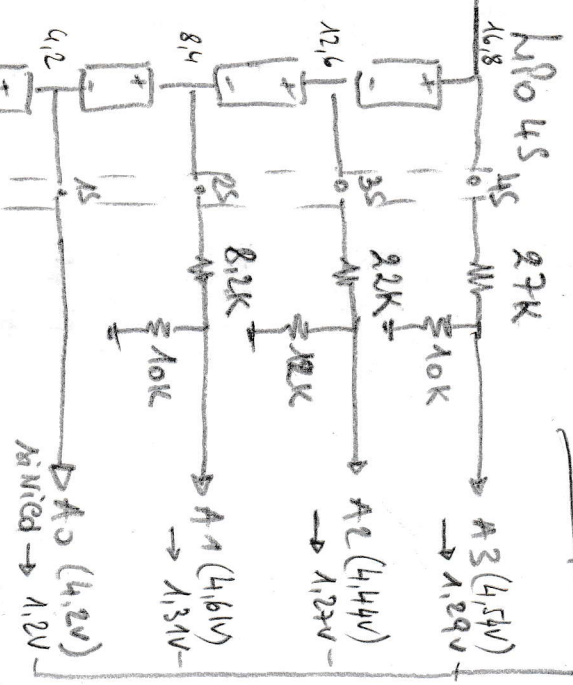 LiPo 4S
16,8
4S
27K
10K
A3 (4,54V)
→ 1,29V
12,6
+ -
3S
22K
12K
A2 (4,44V)
→ 1,27V
8,4
+ -
2S
8,2K
10K
A1 (4,61V)
→ 1,31V
4,2
+ -
1S
A0 (4,2V)
si NiCd → 1,2V
+